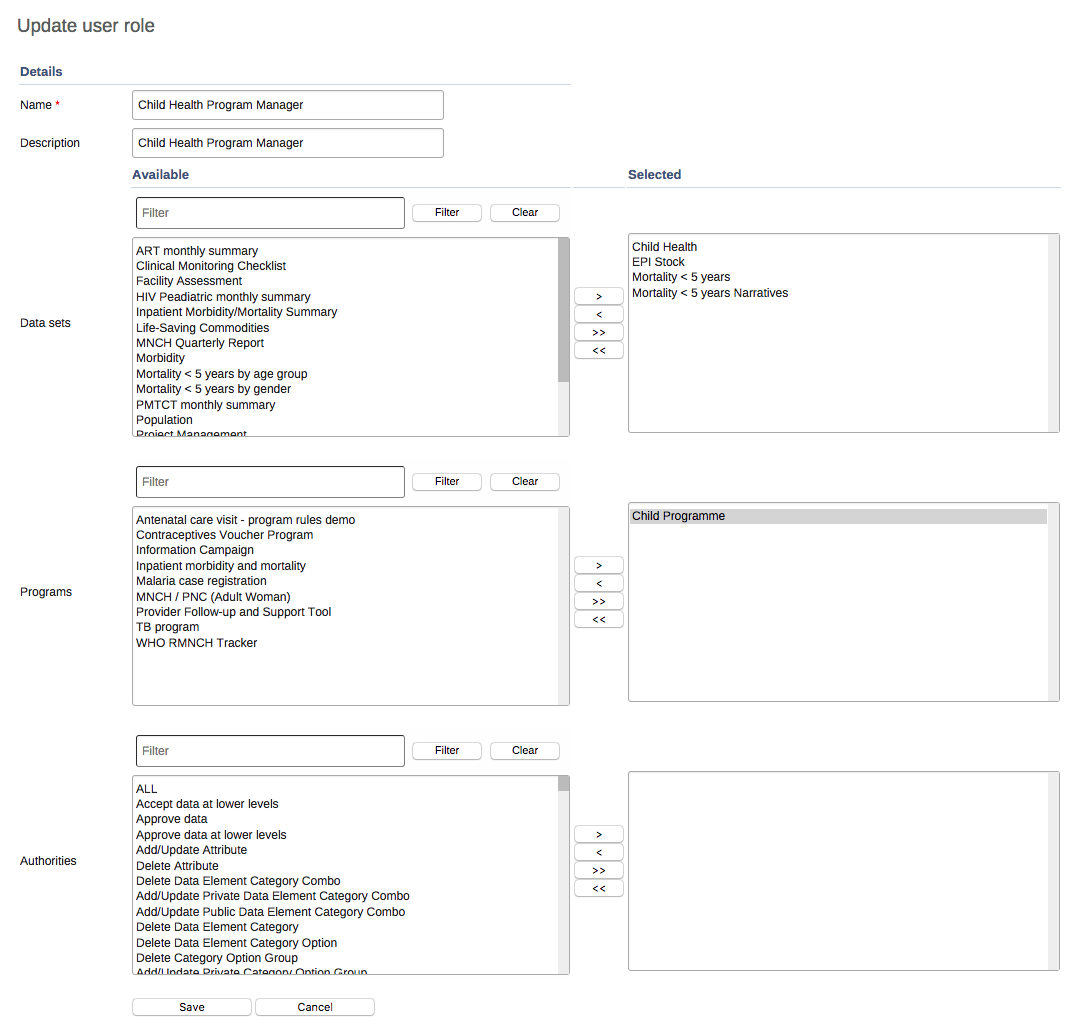 Update user role
Details
Name *
Child Health Program Manager
Description
Child Health Program Manager
Available
Selected
Filter
Filter
Clear
Data sets
ART monthly summary
Clinical Monitoring Checklist
Facility Assessment
HIV Peadiatric monthly summary
Inpatient Morbidity/Mortality Summary
Life-Saving Commodities
MNCH Quarterly Report
Morbidity
Mortality < 5 years by age group
Mortality < 5 years by gender
PMTCT monthly summary
Population
Project Management
>
<
>>
<<
Child Health
EPI Stock
Mortality < 5 years
Mortality < 5 years Narratives
Filter
Filter
Clear
Programs
Antenatal care visit - program rules demo
Contraceptives Voucher Program
Information Campaign
Inpatient morbidity and mortality
Malaria case registration
MNCH / PNC (Adult Woman)
Provider Follow-up and Support Tool
TB program
WHO RMNCH Tracker
>
<
>>
<<
Child Programme
Filter
Filter
Clear
Authorities
ALL
Accept data at lower levels
Approve data
Approve data at lower levels
Add/Update Attribute
Delete Attribute
Delete Data Element Category Combo
Add/Update Private Data Element Category Combo
Add/Update Public Data Element Category Combo
Delete Data Element Category
Delete Data Element Category Option
Delete Category Option Group
Add/Update Private Category Option Group
>
<
>>
<<
Save
Cancel